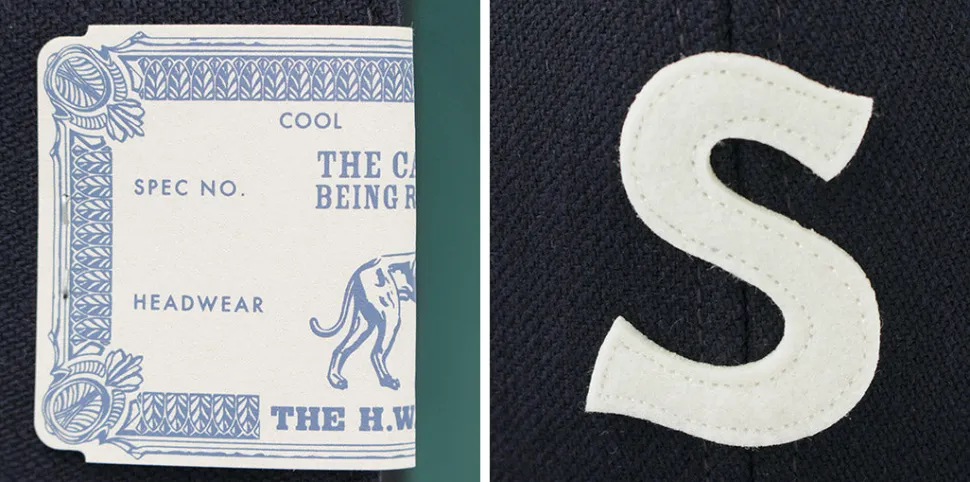 COOL
THE CA
SPEC NO.
BEING R
HEADWEAR
THE H.W.
S